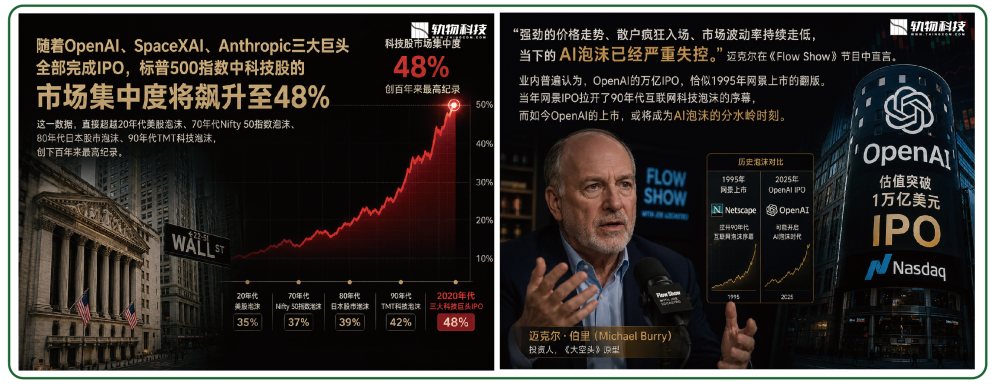 轨物科技
WWW.THINGCOM.COM
随着OpenAI、SpaceXAI、Anthropic三大巨头
全部完成IPO，标普500指数中科技股的
市场集中度将飙升至48%
这一数据，直接超越20年代美股泡沫、70年代Nifty 50指数泡沫、
80年代日本股市泡沫、90年代TMT科技泡沫，
创下百年来最高纪录。
科技股市场集中度
48%
创百年来最高纪录
50%
40%
30%
20%
10%
WALL ST
20年代
美股泡沫
35%
70年代
Nifty 50指数泡沫
37%
80年代
日本股市泡沫
39%
90年代
TMT科技泡沫
42%
2020年代
三大科技巨头IPO
48%
轨物科技
WWW.THINGCOM.COM
“强劲的价格走势、散户疯狂入场、市场波动率持续走低，
当下的 AI泡沫已经严重失控。”迈克尔在《Flow Show》节目中直言。
业内普遍认为，OpenAI的万亿IPO，恰似1995年网景上市的翻版。
当年网景IPO拉开了90年代互联网科技泡沫的序幕，
而如今OpenAI的上市，或将成为AI泡沫的分水岭时刻。
FLOW
SHOW
历史泡沫对比
1995年
网景上市
N Netscape
拉开90年代
互联网泡沫序幕
1995
2025年
OpenAI IPO
OpenAI
可能开启
AI泡沫时代
2025
OpenAI
估值突破
1万亿美元
IPO
Nasdaq
Flow Show
迈克尔·伯里（Michael Burry）
投资人，《大空头》原型